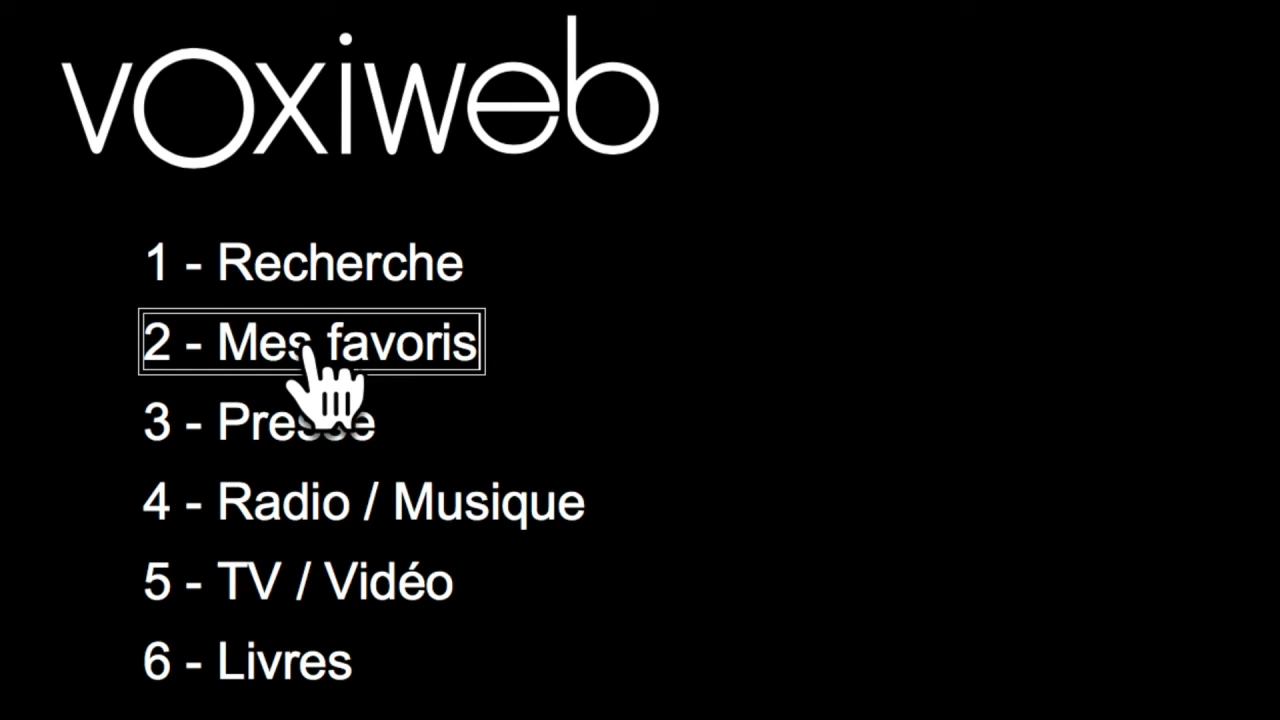 voxiweb
1 - Recherche
2 - Mes favoris
3 - Presse
4 - Radio / Musique
5 - TV / Vidéo
6 - Livres